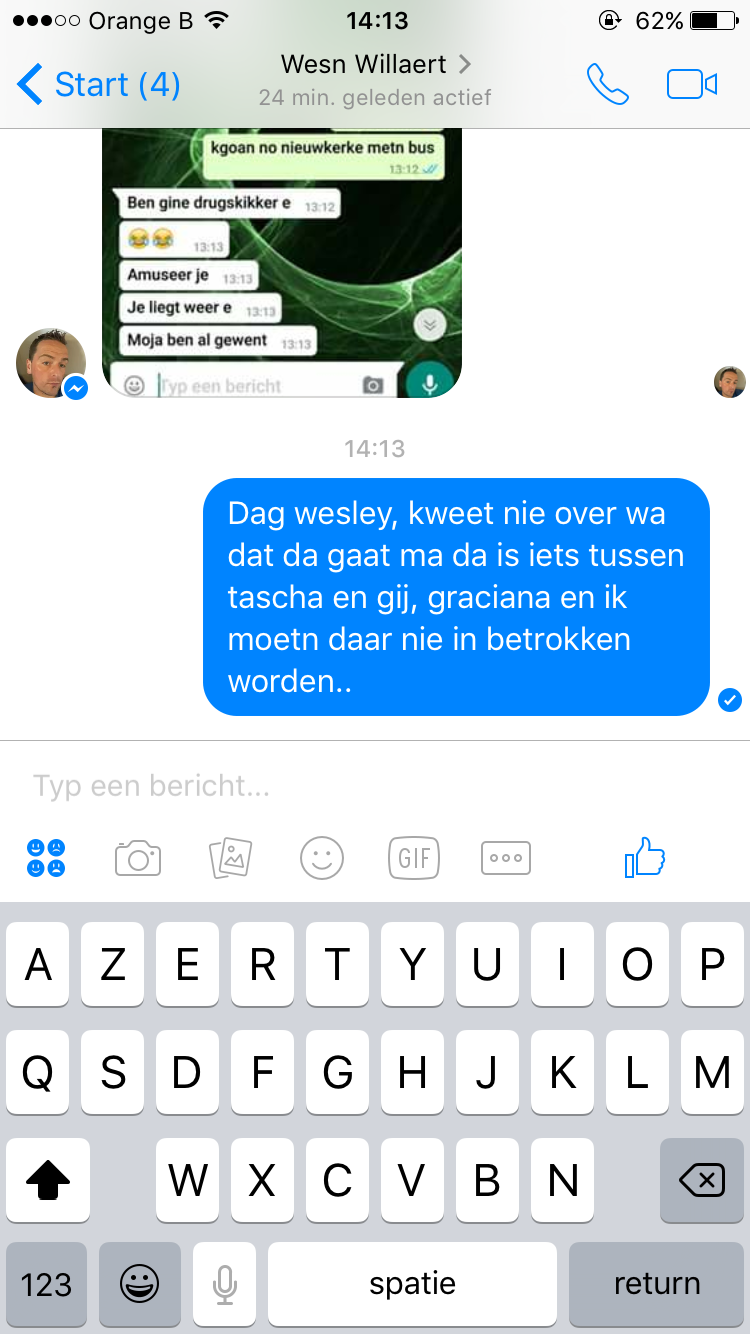 Orange B 14:13 62%
Start (4) Wesn Willaert
24 min. geleden actief
kgoan no nieuwkerke metn bus
13:12
Ben gine drugskikker e 13:12
😂😂 13:13
Amuseer je 13:13
Je liegt weer e 13:13
Moja ben al gewent 13:13
Typ een bericht
14:13
Dag wesley, kweet nie over wa
dat da gaat ma da is iets tussen
tascha en gij, graciana en ik
moetn daar nie in betrokken
worden..
Typ een bericht...
GIF
A Z E R T Y U I O P
Q S D F G H J K L M
W X C V B N
123 spatie return